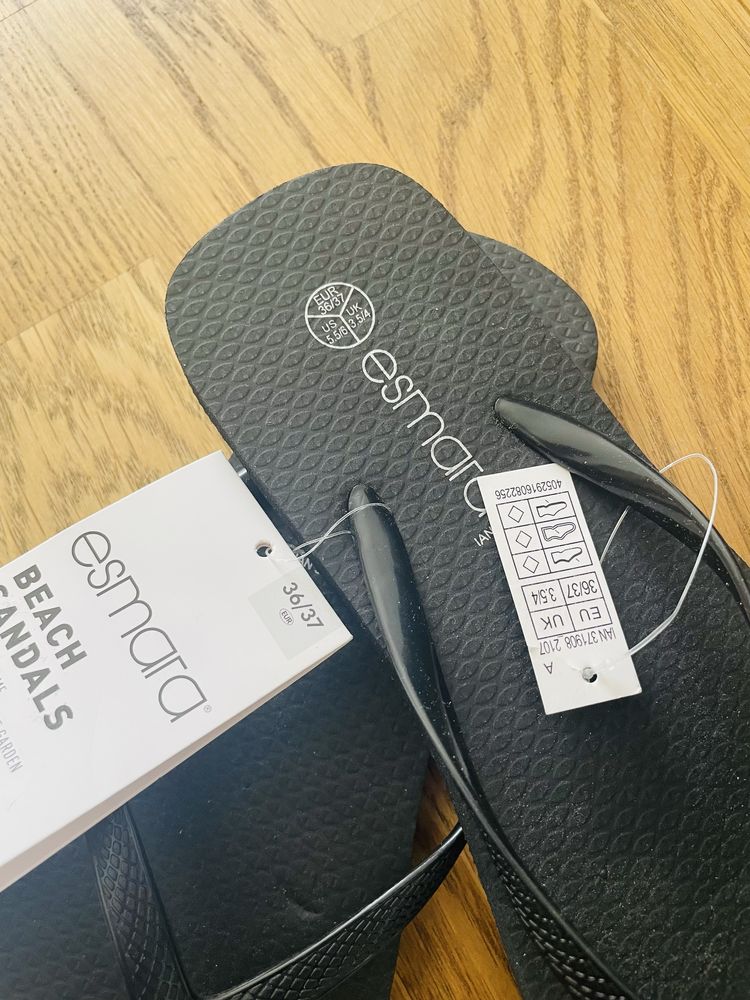 EUR
36/37
US
5.5/6
UK
3.5/4
esmara
IAN
esmara®
36/37
EUR
BEACH
SANDALS
GARDEN
A
IAN 371908 2107
EU 36/37
UK 3.5/4
4052916082256